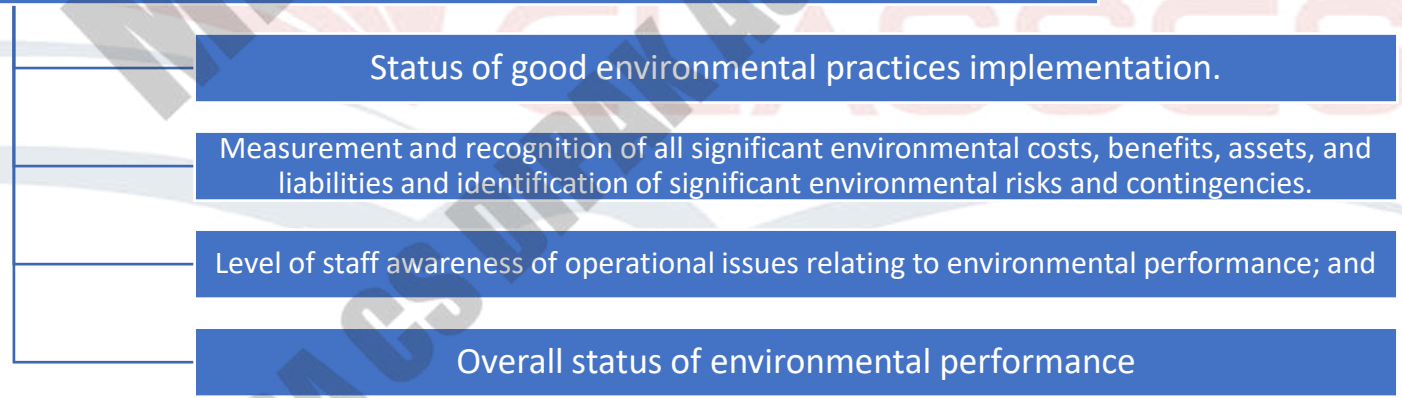 Status of good environmental practices implementation.
Measurement and recognition of all significant environmental costs, benefits, assets, and
liabilities and identification of significant environmental risks and contingencies.
Level of staff awareness of operational issues relating to environmental performance; and
Overall status of environmental performance